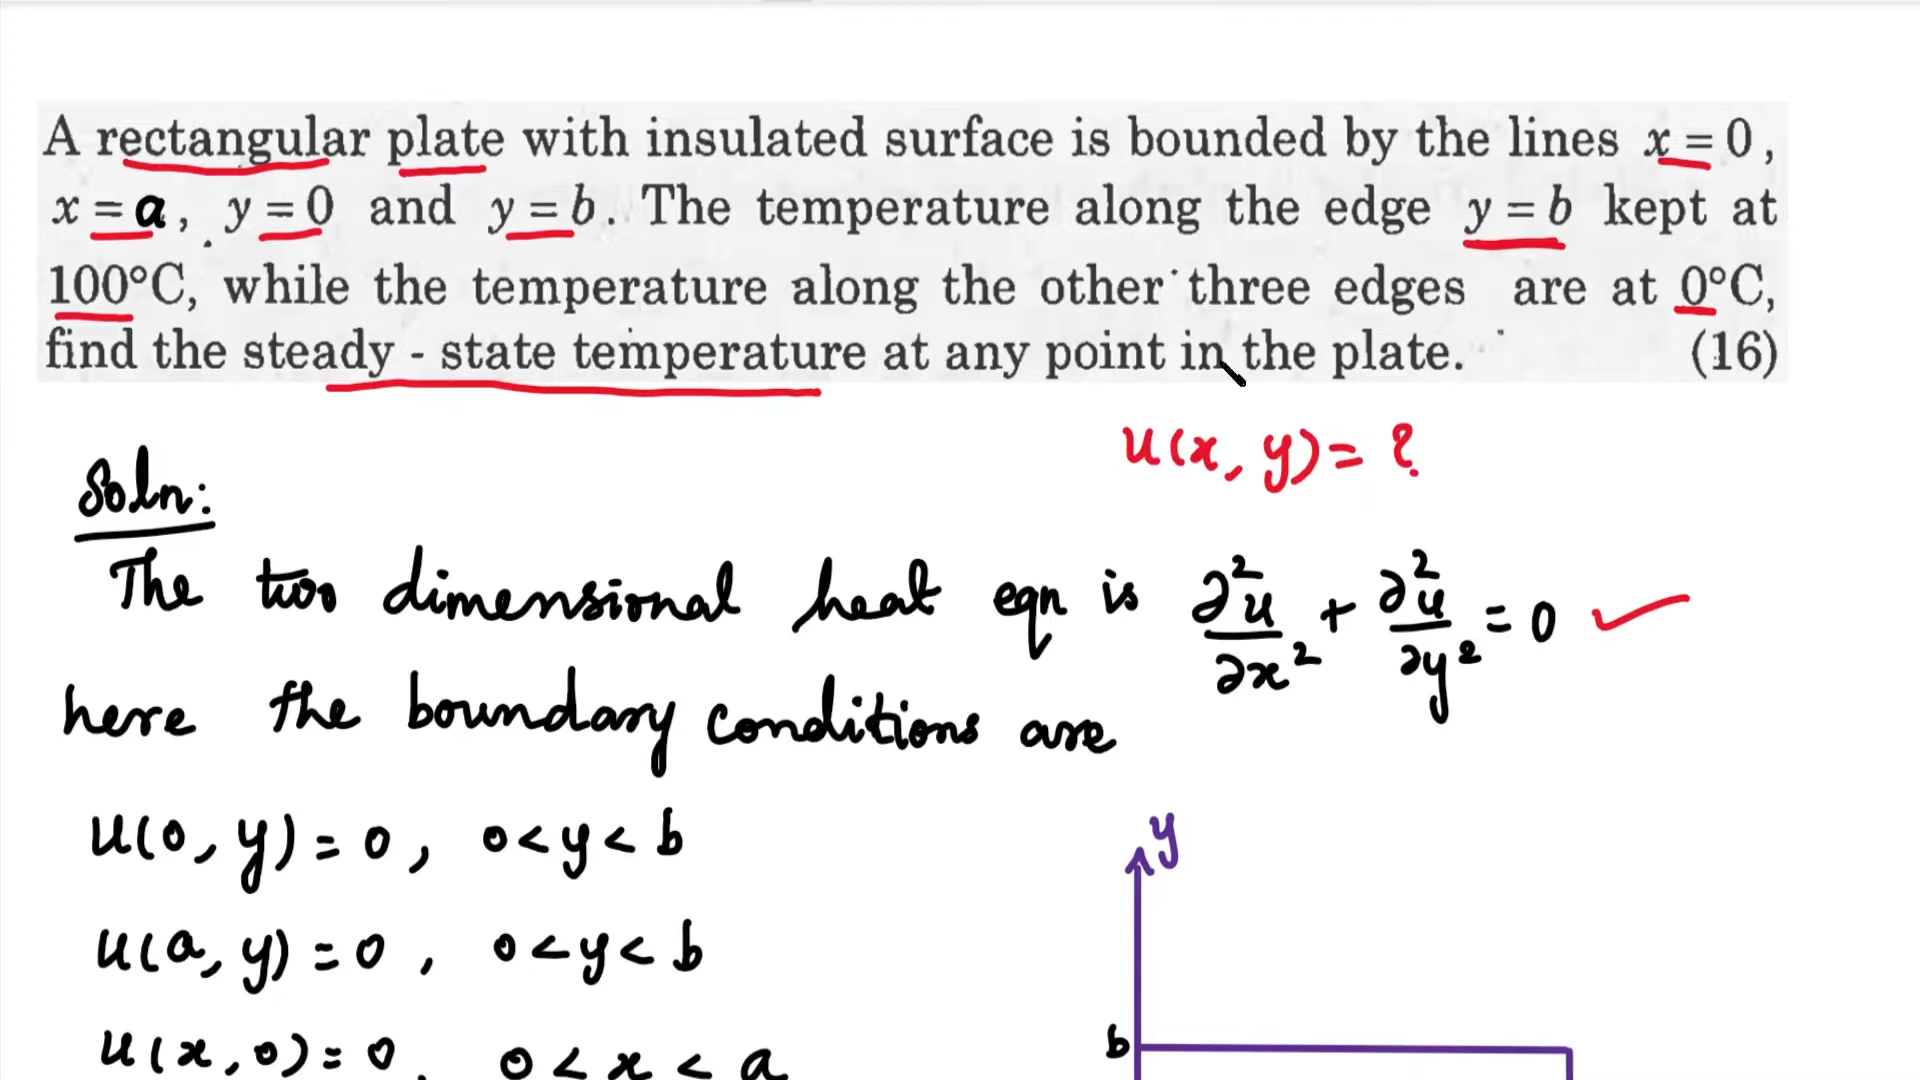 A rectangular plate with insulated surface is bounded by the lines x = 0,
x = a, y = 0 and y = b. The temperature along the edge y = b kept at
100°C, while the temperature along the other three edges are at 0°C,
find the steady - state temperature at any point in the plate. (16)
u(x, y) = ?
Soln:
The two dimensional heat eqn is ∂²u/∂x² + ∂²u/∂y² = 0
here the boundary conditions are
u(0, y) = 0, 0 < y < b
u(a, y) = 0, 0 < y < b
u(x, 0) = 0, 0 < x < a
y
b